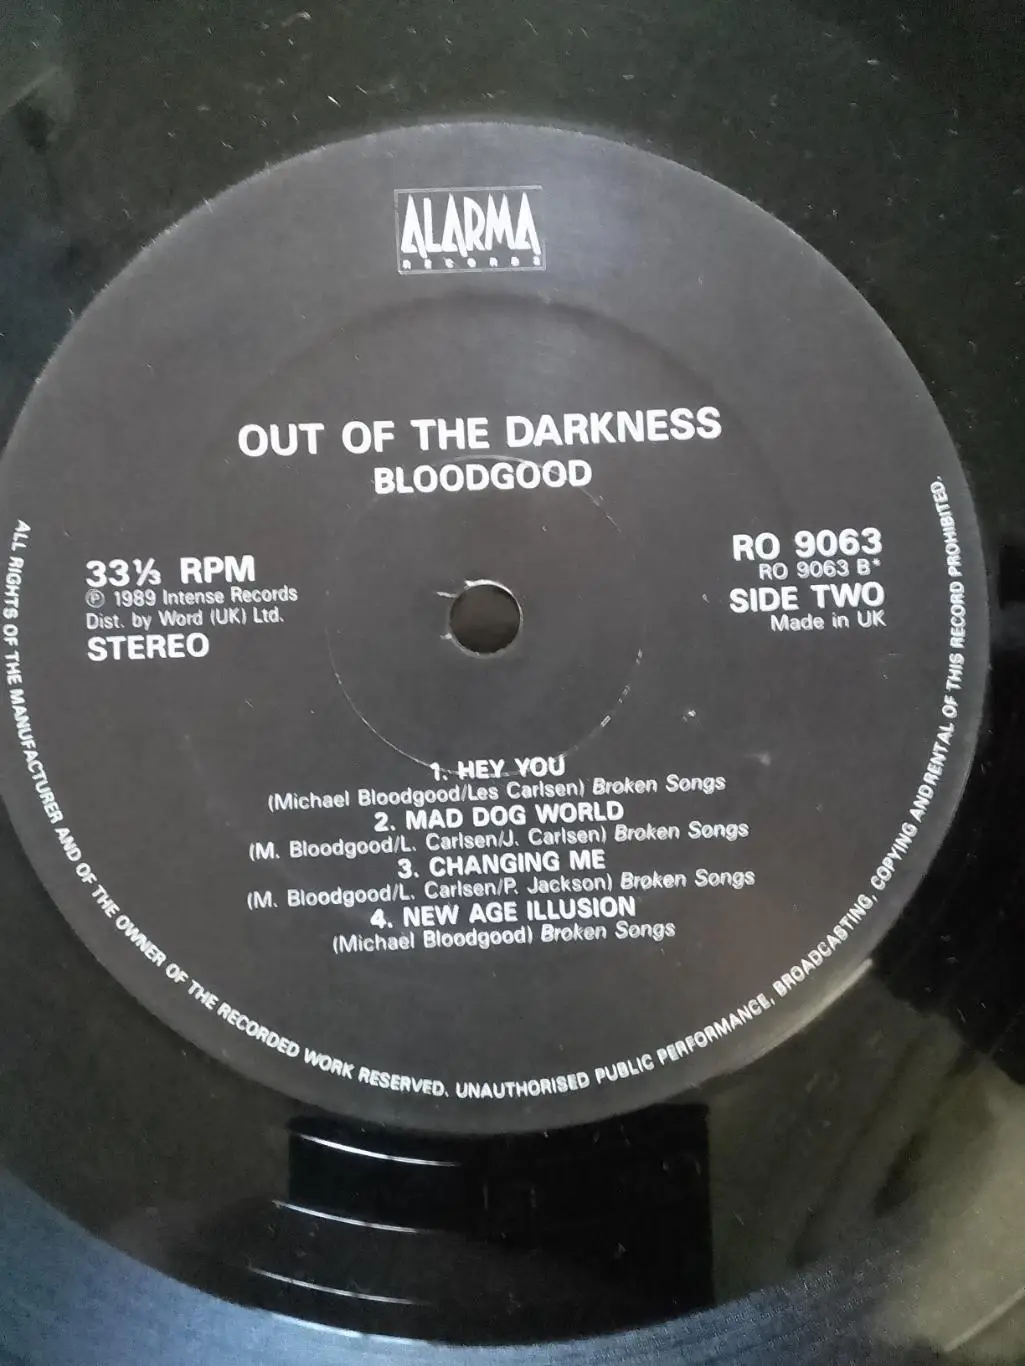 ALARMA
RECORDS
OUT OF THE DARKNESS
BLOODGOOD
33⅓ RPM
℗ 1989 Intense Records
Dist. by Word (UK) Ltd.
STEREO
RO 9063
RO 9063 B*
SIDE TWO
Made in UK
1. HEY YOU
(Michael Bloodgood/Les Carlsen) Broken Songs
2. MAD DOG WORLD
(M. Bloodgood/L. Carlsen/J. Carlsen) Broken Songs
3. CHANGING ME
(M. Bloodgood/L. Carlsen/P. Jackson) Broken Songs
4. NEW AGE ILLUSION
(Michael Bloodgood) Broken Songs
ALL RIGHTS OF THE MANUFACTURER AND OF THE OWNER OF THE RECORDED WORK RESERVED. UNAUTHORISED PUBLIC PERFORMANCE, BROADCASTING, COPYING AND RENTAL OF THIS RECORD PROHIBITED.